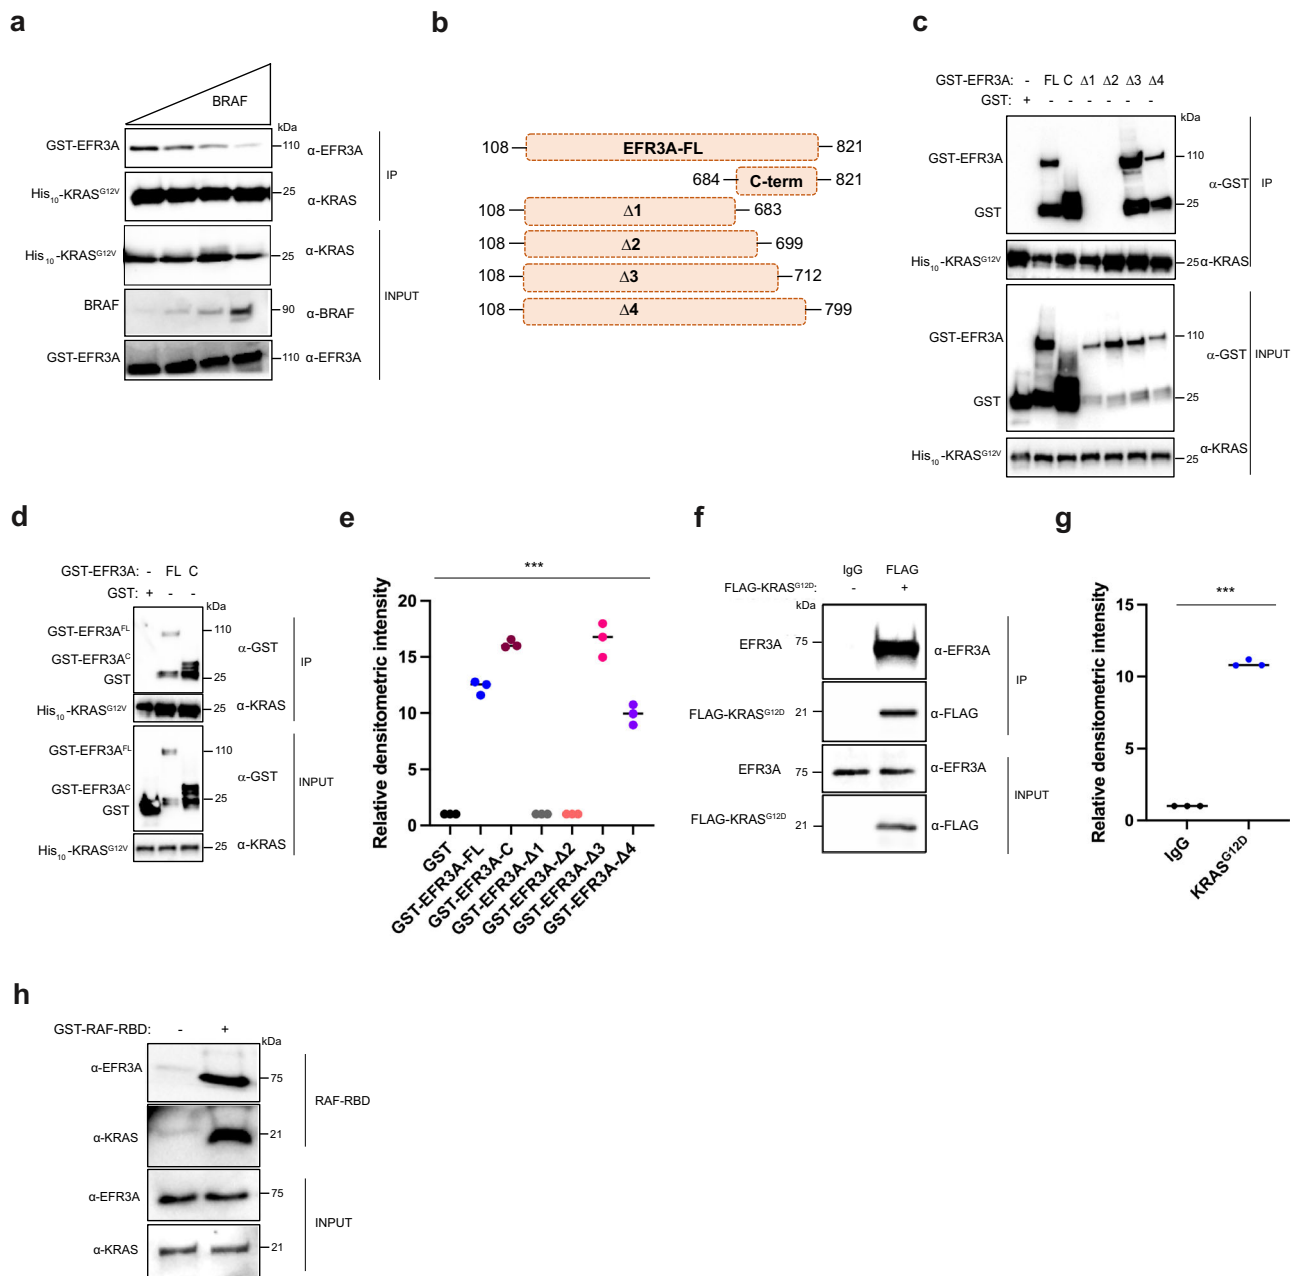 a
BRAF
kDa
GST-EFR3A 110 α-EFR3A
His10-KRASG12V 25 α-KRAS
IP
His10-KRASG12V 25 α-KRAS
BRAF 90 α-BRAF
GST-EFR3A 110 α-EFR3A
INPUT
b
108 EFR3A-FL 821
684 C-term 821
108 Δ1 683
108 Δ2 699
108 Δ3 712
108 Δ4 799
c
GST-EFR3A: - FL C Δ1 Δ2 Δ3 Δ4
GST: + - - - - - -
kDa
GST-EFR3A 110
α-GST
GST 25
His10-KRASG12V 25 α-KRAS
IP
GST-EFR3A 110
α-GST
GST 25
His10-KRASG12V 25 α-KRAS
INPUT
d
GST-EFR3A: - FL C
GST: + - -
kDa
GST-EFR3AFL 110
α-GST
GST-EFR3AC
GST 25
His10-KRASG12V 25 α-KRAS
IP
GST-EFR3AFL 110
α-GST
GST-EFR3AC
GST 25
His10-KRASG12V α-KRAS
25
INPUT
e
***
Relative densitometric intensity
20
15
10
5
0
GST
GST-EFR3A-FL
GST-EFR3A-C
GST-EFR3A-Δ1
GST-EFR3A-Δ2
GST-EFR3A-Δ3
GST-EFR3A-Δ4
f
IgG FLAG
FLAG-KRASG12D: - +
kDa
EFR3A 75 α-EFR3A
FLAG-KRASG12D 21 α-FLAG
IP
EFR3A 75 α-EFR3A
FLAG-KRASG12D 21 α-FLAG
INPUT
g
***
Relative densitometric intensity
15
10
5
0
IgG
KRASG12D
h
GST-RAF-RBD: - +
kDa
α-EFR3A 75
α-KRAS 21
RAF-RBD
α-EFR3A 75
α-KRAS 21
INPUT